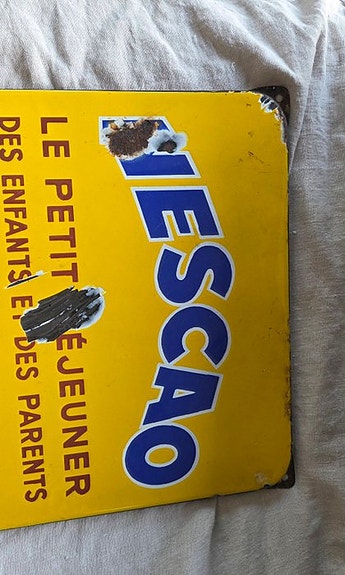 NESCAO
LE PETIT DÉJEUNER
DES ENFANTS ET DES PARENTS